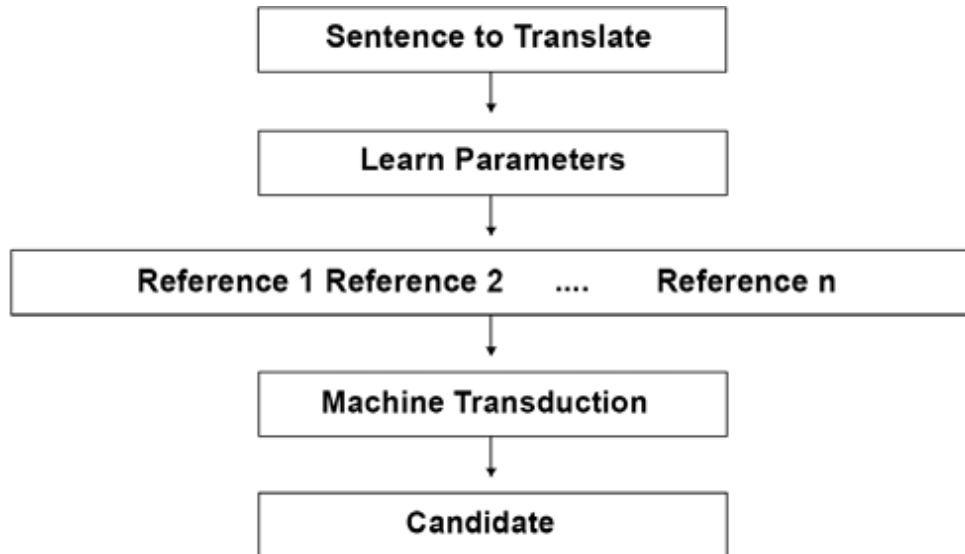 Sentence to Translate
Learn Parameters
Reference 1 Reference 2 .... Reference n
Machine Transduction
Candidate